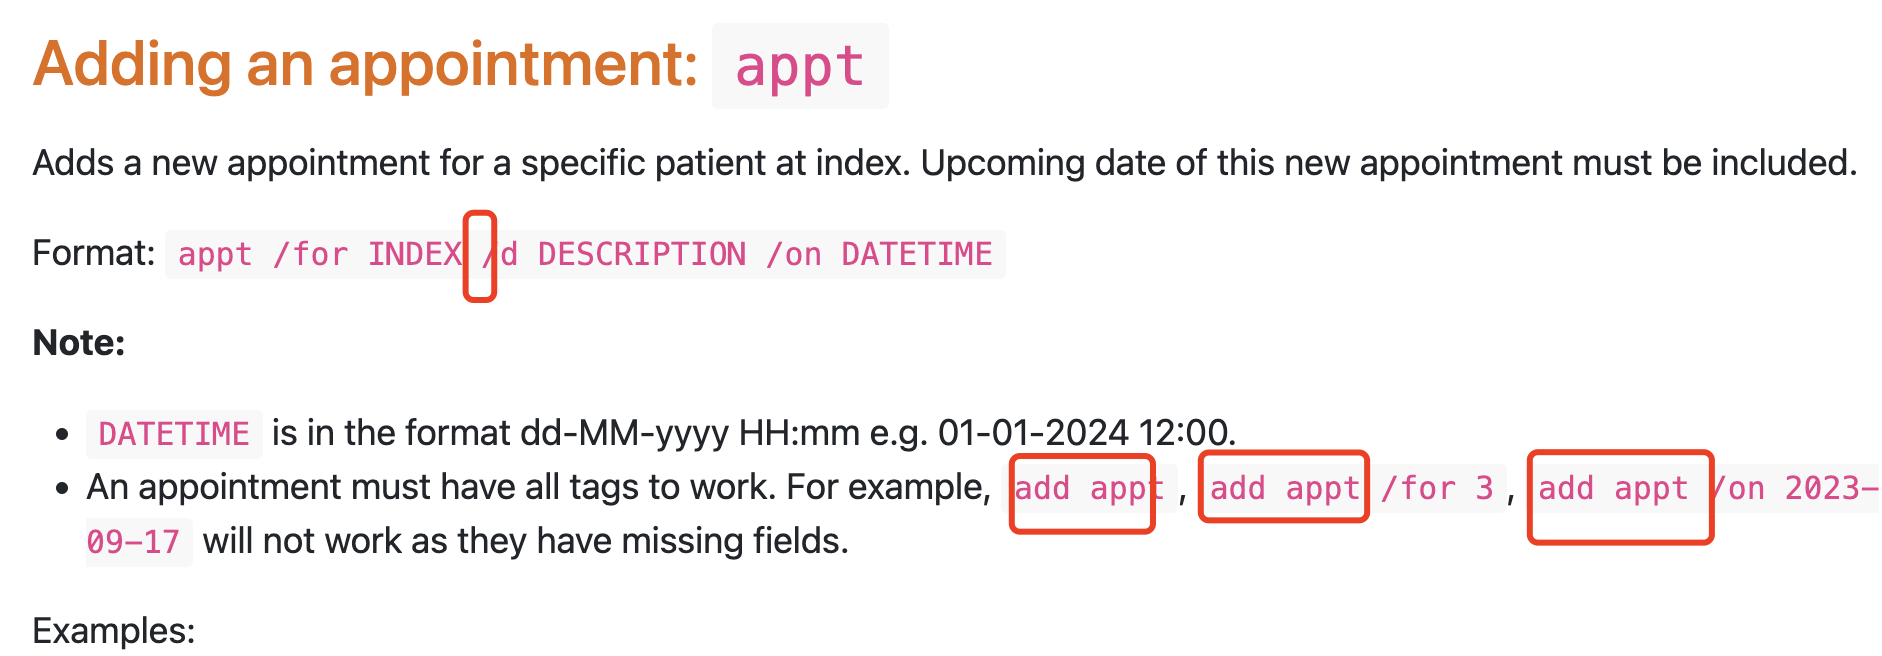 Adding an appointment: appt
Adds a new appointment for a specific patient at index. Upcoming date of this new appointment must be included.
Format: appt /for INDEX /d DESCRIPTION /on DATETIME
Note:
• DATETIME is in the format dd-MM-yyyy HH:mm e.g. 01-01-2024 12:00.
• An appointment must have all tags to work. For example, add appt , add appt /for 3 , add appt /on 2023-
09-17 will not work as they have missing fields.
Examples: